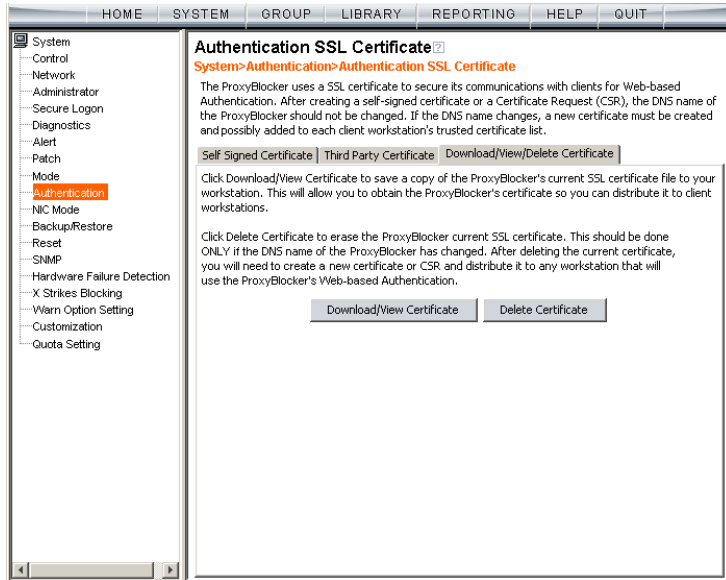 HOME SYSTEM GROUP LIBRARY REPORTING HELP QUIT
System
Control
Network
Administrator
Secure Logon
Diagnostics
Alert
Patch
Mode
Authentication
NIC Mode
Backup/Restore
Reset
SNMP
Hardware Failure Detection
X Strikes Blocking
Warn Option Setting
Customization
Quota Setting
Authentication SSL Certificate?
System>Authentication>Authentication SSL Certificate
The ProxyBlocker uses a SSL certificate to secure its communications with clients for Web-based
Authentication. After creating a self-signed certificate or a Certificate Request (CSR), the DNS name of
the ProxyBlocker should not be changed. If the DNS name changes, a new certificate must be created
and possibly added to each client workstation's trusted certificate list.
Self Signed Certificate Third Party Certificate Download/View/Delete Certificate
Click Download/View Certificate to save a copy of the ProxyBlocker's current SSL certificate file to your
workstation. This will allow you to obtain the ProxyBlocker's certificate so you can distribute it to client
workstations.
Click Delete Certificate to erase the ProxyBlocker current SSL certificate. This should be done
ONLY if the DNS name of the ProxyBlocker has changed. After deleting the current certificate,
you will need to create a new certificate or CSR and distribute it to any workstation that will
use the ProxyBlocker's Web-based Authentication.
Download/View Certificate Delete Certificate